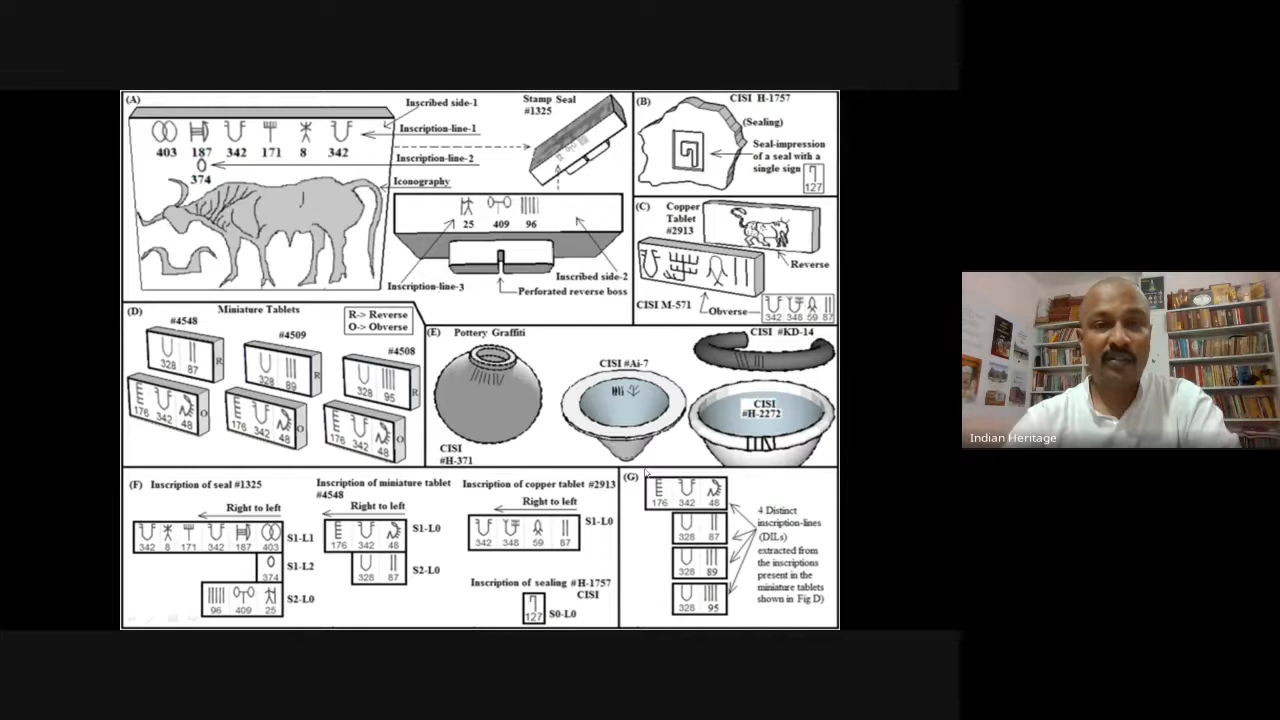 (A)
Inscribed side-1
Inscription-line-1
403 187 342 171 8 342
Inscription-line-2
374
Iconography
Stamp Seal
#1325
25 409 96
Inscribed side-2
Inscription-line-3
Perforated reverse boss
(B)
CISI H-1757
(Sealing)
Seal-impression
of a seal with a
single sign
127
(C)
Copper
Tablet
#2913
Reverse
CISI M-571
Obverse
342 348 59 87
(D)
Miniature Tablets
R-> Reverse
O-> Obverse
#4548
#4509
#4508
328 87 R
328 89 R
328 95 R
176 342 48 O
176 342 48 O
176 342 48 O
(E)
Pottery Graffiti
CISI #KD-14
CISI #Ai-7
CISI
#H-2272
CISI
#H-371
(F)
Inscription of seal #1325
Right to left
342 8 171 342 187 403
S1-L1
374
S1-L2
96 409 25
S2-L0
Inscription of miniature tablet
#4548
Right to left
176 342 48
S1-L0
328 87
S2-L0
Inscription of copper tablet #2913
Right to left
342 348 59 87
S1-L0
Inscription of sealing #H-1757
CISI
127
S0-L0
(G)
176 342 48
328 87
328 89
328 95
4 Distinct
inscription-lines
(DILs)
extracted from
the inscriptions
present in the
miniature tablets
shown in Fig D)
Indian Heritage